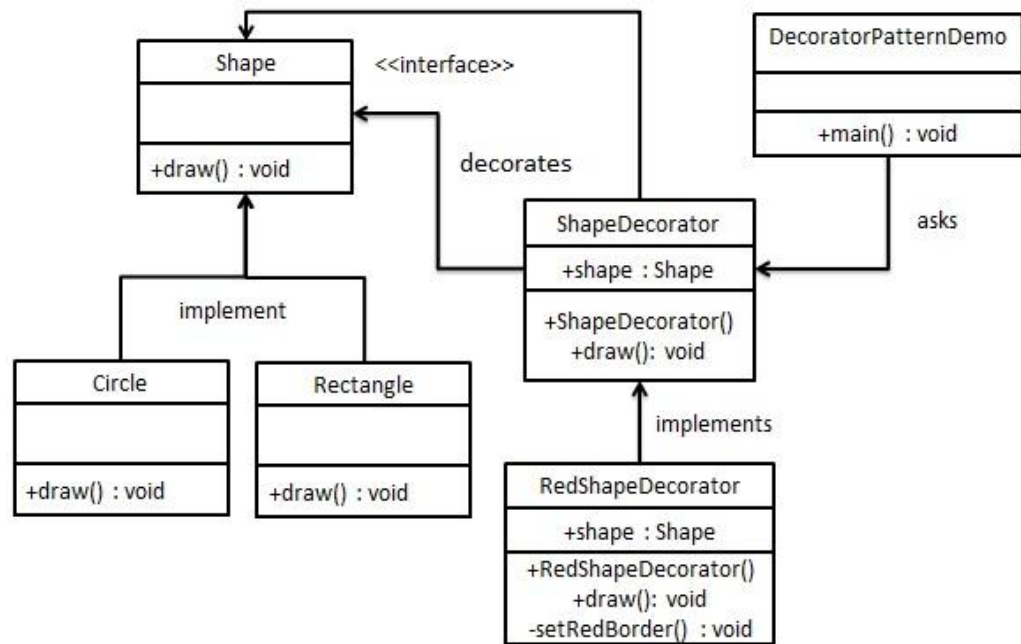 Shape
+draw() : void
<<interface>>
decorates
DecoratorPatternDemo
+main() : void
asks
ShapeDecorator
+shape : Shape
+ShapeDecorator()
+draw(): void
implement
Circle
+draw() : void
Rectangle
+draw() : void
implements
RedShapeDecorator
+shape : Shape
+RedShapeDecorator()
+draw(): void
-setRedBorder() : void